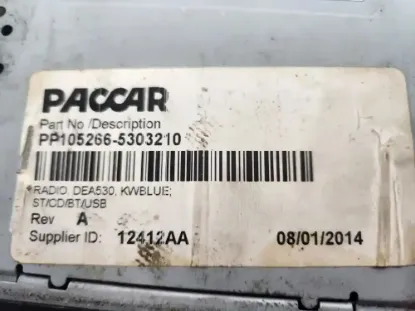 PACCAR
Part No /Description
PP105266-5303210
RADIO, DEA530, KWBLUE;
ST/CD/BT/USB
Rev A
Supplier ID: 12412AA 08/01/2014